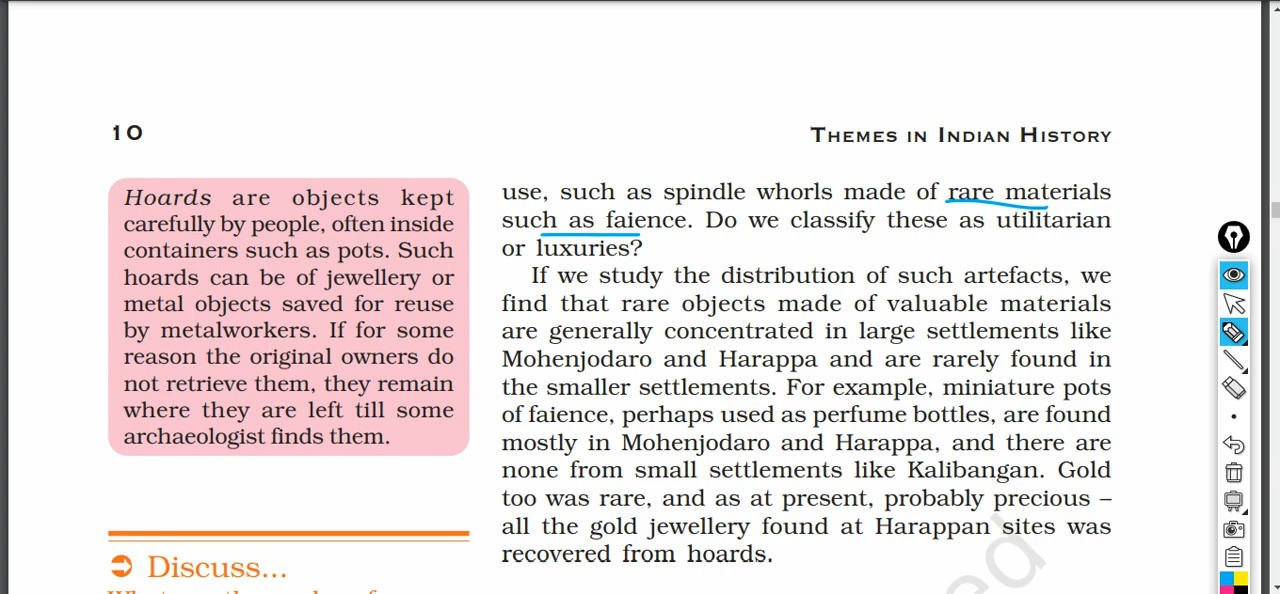 10
THEMES IN INDIAN HISTORY
Hoards are objects kept
carefully by people, often inside
containers such as pots. Such
hoards can be of jewellery or
metal objects saved for reuse
by metalworkers. If for some
reason the original owners do
not retrieve them, they remain
where they are left till some
archaeologist finds them.
Discuss...
use, such as spindle whorls made of rare materials
such as faience. Do we classify these as utilitarian
or luxuries?
If we study the distribution of such artefacts, we
find that rare objects made of valuable materials
are generally concentrated in large settlements like
Mohenjodaro and Harappa and are rarely found in
the smaller settlements. For example, miniature pots
of faience, perhaps used as perfume bottles, are found
mostly in Mohenjodaro and Harappa, and there are
none from small settlements like Kalibangan. Gold
too was rare, and as at present, probably precious –
all the gold jewellery found at Harappan sites was
recovered from hoards.